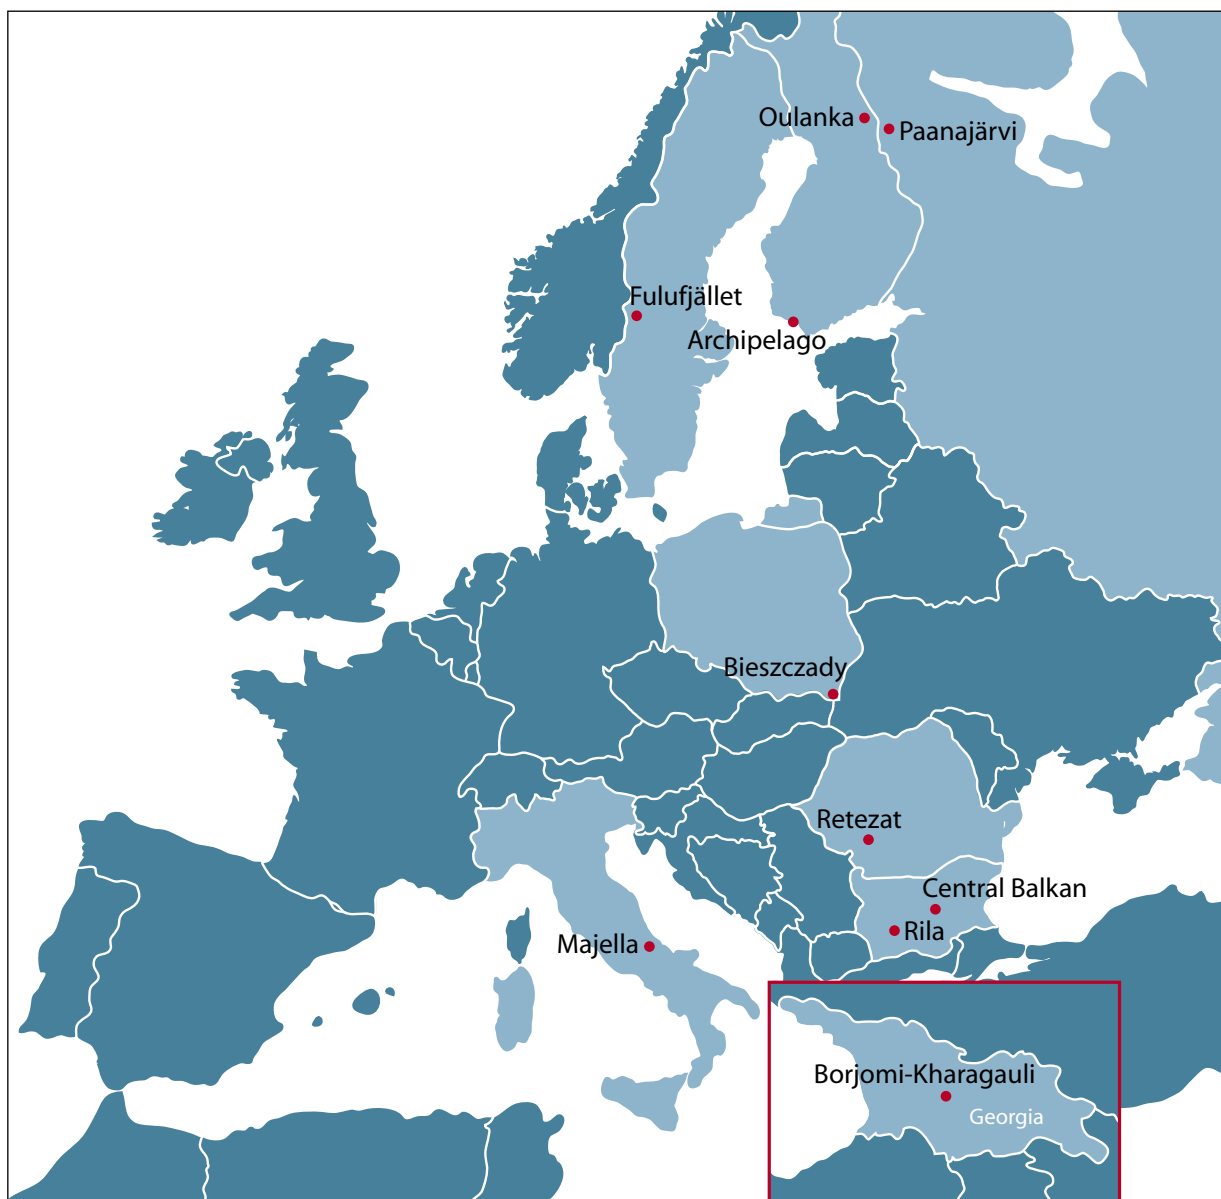 Oulanka
Paanajärvi
Fulufjället
Archipelago
Bieszczady
Retezat
Central Balkan
Rila
Majella
Borjomi-Kharagauli
Georgia